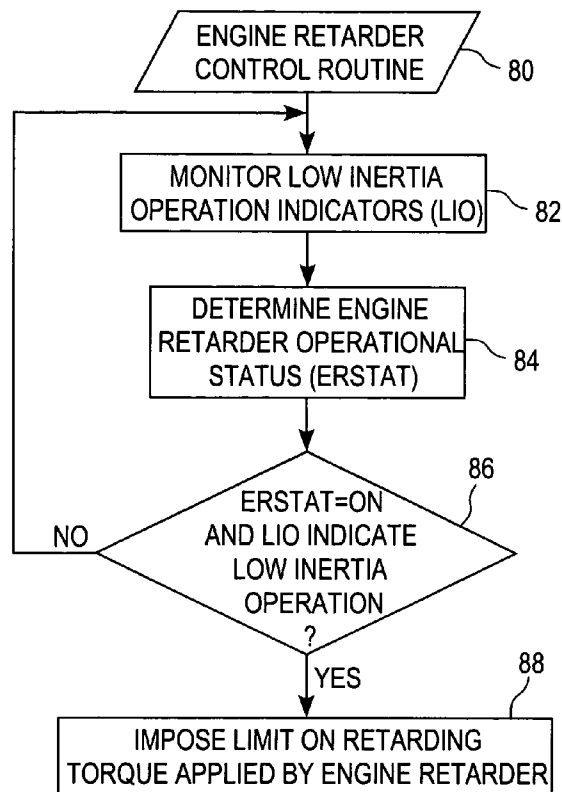 ENGINE RETARDER
CONTROL ROUTINE
80
MONITOR LOW INERTIA
OPERATION INDICATORS (LIO)
82
DETERMINE ENGINE
RETARDER OPERATIONAL
STATUS (ERSTAT)
84
86
ERSTAT=ON
AND LIO INDICATE
LOW INERTIA
OPERATION
?
NO
YES
88
IMPOSE LIMIT ON RETARDING
TORQUE APPLIED BY ENGINE RETARDER